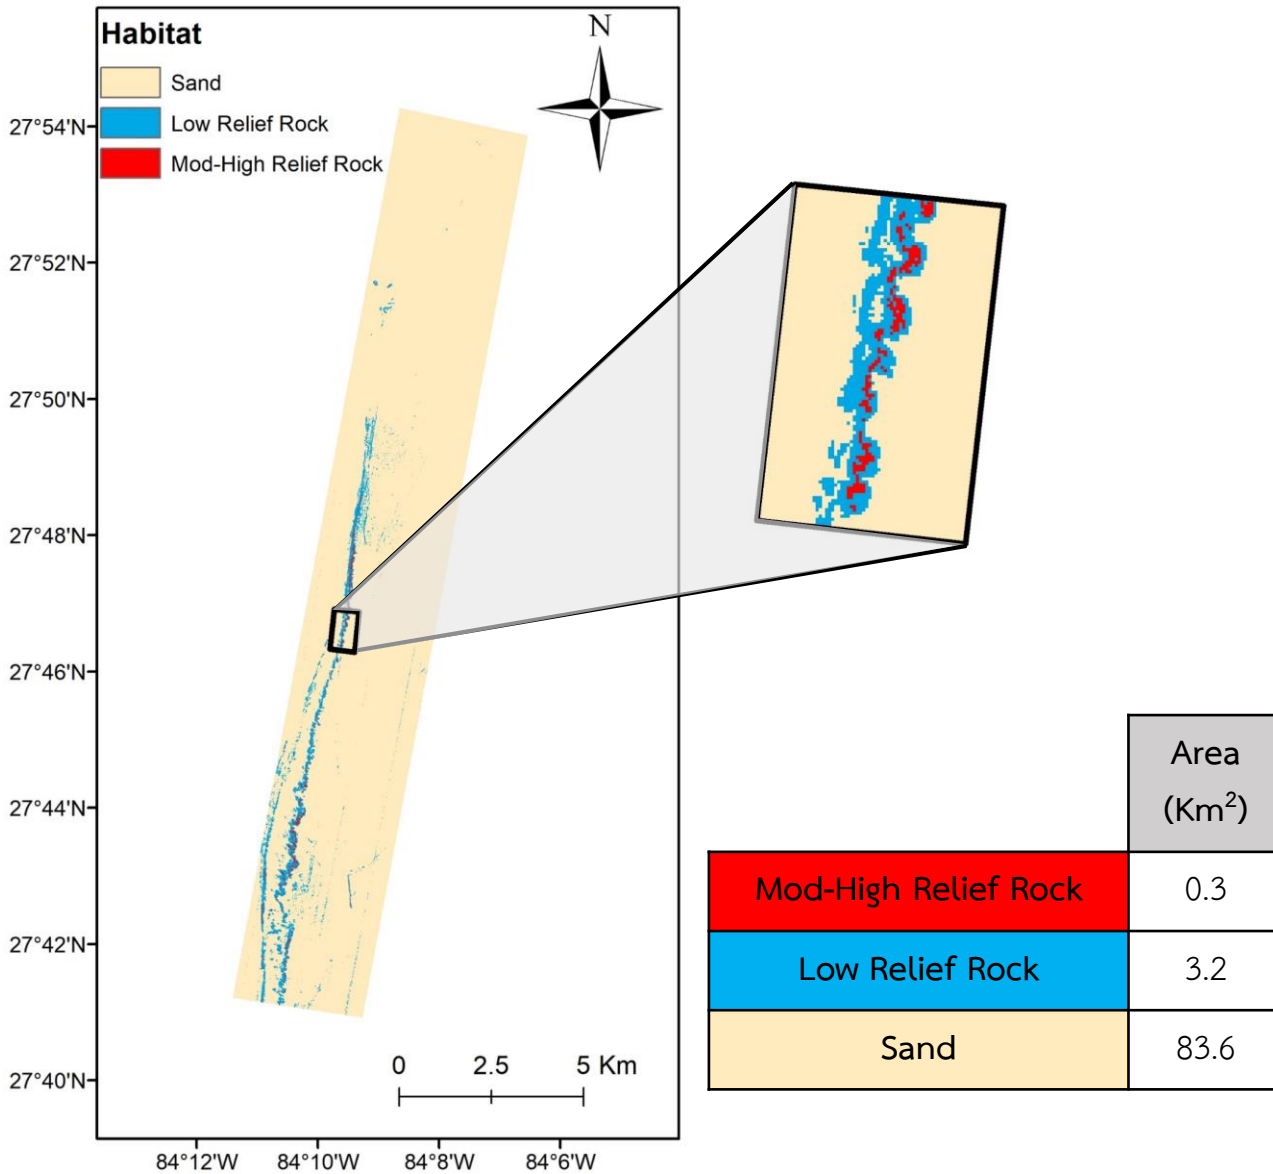 Habitat
Sand
Low Relief Rock
Mod-High Relief Rock
N
27°54'N
27°52'N
27°50'N
27°48'N
27°46'N
27°44'N
27°42'N
27°40'N
0 2.5 5 Km
84°12'W 84°10'W 84°8'W 84°6'W
Area
(Km²)
Mod-High Relief Rock 0.3
Low Relief Rock 3.2
Sand 83.6